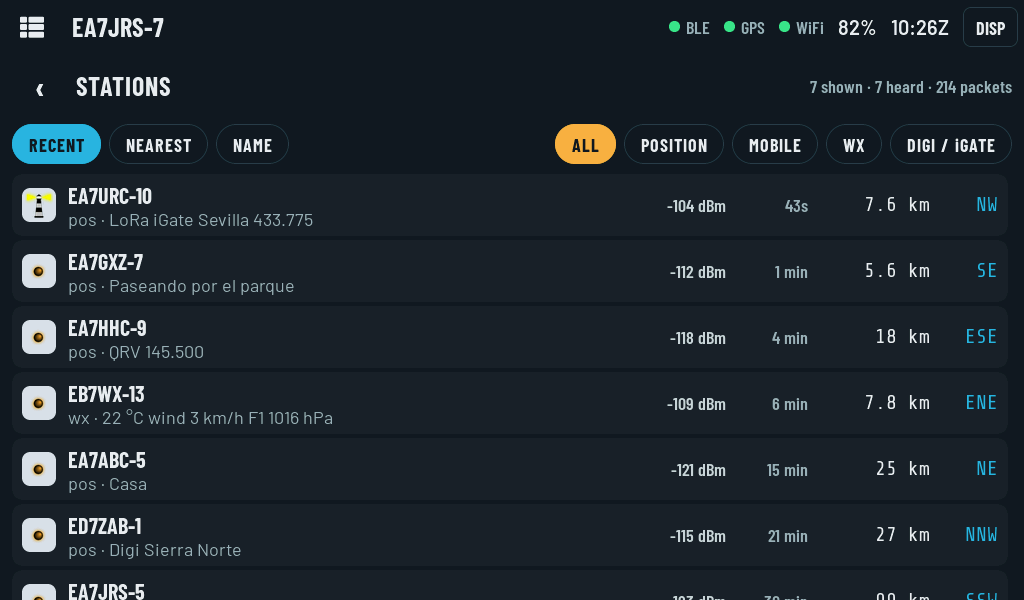 EA7JRS-7
BLE GPS WiFi 82% 10:26Z DISP
‹ STATIONS
7 shown · 7 heard · 214 packets
RECENT NEAREST NAME ALL POSITION MOBILE WX DIGI / iGATE
EA7URC-10
pos · LoRa iGate Sevilla 433.775
-104 dBm 43s 7.6 km NW
EA7GXZ-7
pos · Paseando por el parque
-112 dBm 1 min 5.6 km SE
EA7HHC-9
pos · QRV 145.500
-118 dBm 4 min 18 km ESE
EB7WX-13
wx · 22 °C wind 3 km/h F1 1016 hPa
-109 dBm 6 min 7.8 km ENE
EA7ABC-5
pos · Casa
-121 dBm 15 min 25 km NE
ED7ZAB-1
pos · Digi Sierra Norte
-115 dBm 21 min 27 km NNW
EA7JRS-5
km SSW